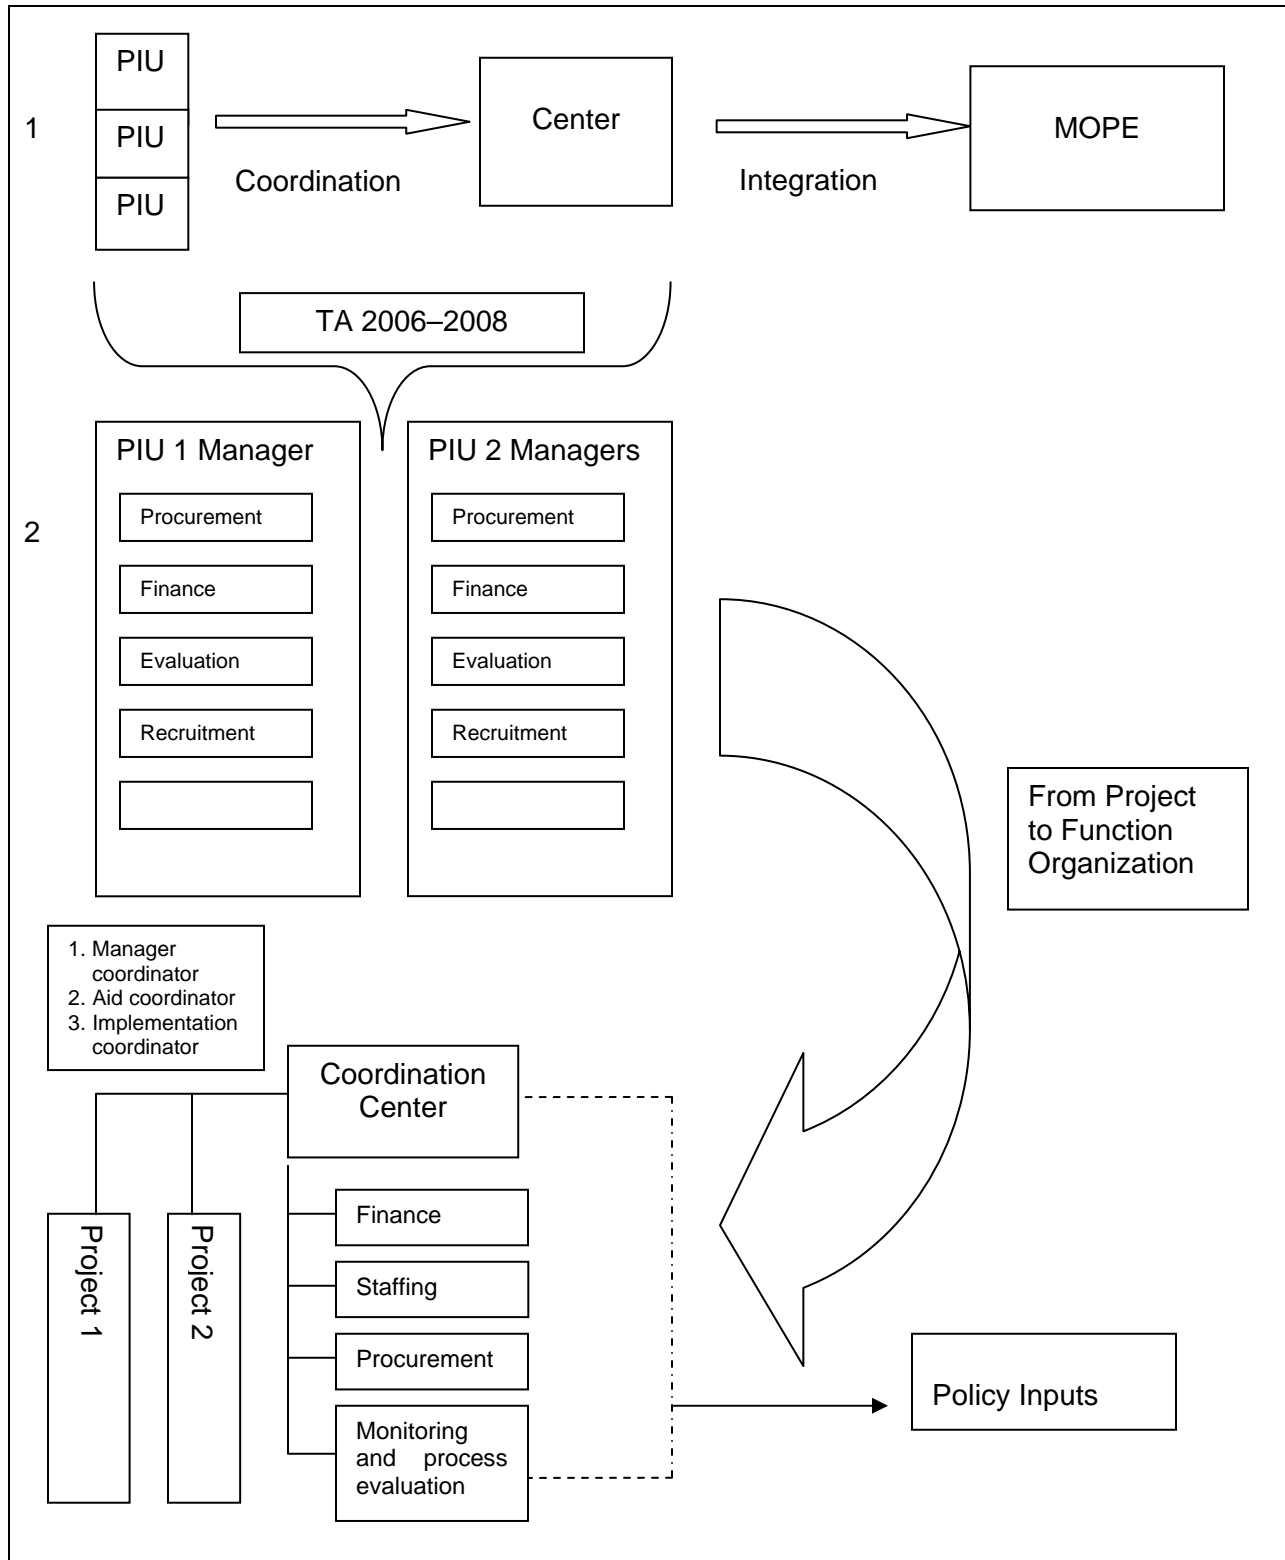 PIU
PIU
PIU
1
Coordination
Center
Integration
MOPE
TA 2006–2008
2
PIU 1 Manager
Procurement
Finance
Evaluation
Recruitment
PIU 2 Managers
Procurement
Finance
Evaluation
Recruitment
From Project
to Function
Organization
1. Manager
coordinator
2. Aid coordinator
3. Implementation
coordinator
Coordination
Center
Project 1
Project 2
Finance
Staffing
Procurement
Monitoring
and process
evaluation
Policy Inputs